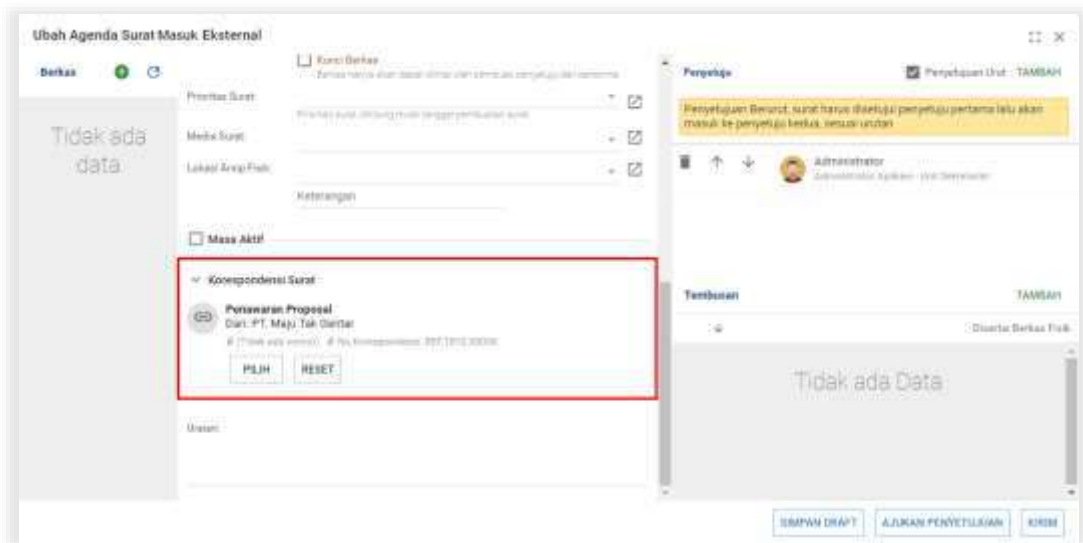 Ubah Agenda Surat Masuk Eksternal
Berkas
Tidak ada
data
Kunci Berkas
Prioritas Surat:
Media Surat:
Lokasi Arsip Fisik:
Keterangan
Masa Aktif
Korespondensi Surat
Penawaran Proposal
Dari: PT. Maju Tak Gentar
PILIH
RESET
Uraian:
Penyetuju
Penyetujuan Urut
TAMBAH
Penyetujuan Berurut, surat harus disetujui penyetuju pertama lalu akan
masuk ke penyetuju kedua, sesuai urutan
Administrator
Tembusan
TAMBAH
Disertai Berkas Fisik
Tidak ada Data
SIMPAN DRAFT
AJUKAN PENYETUJUAN
KIRIM